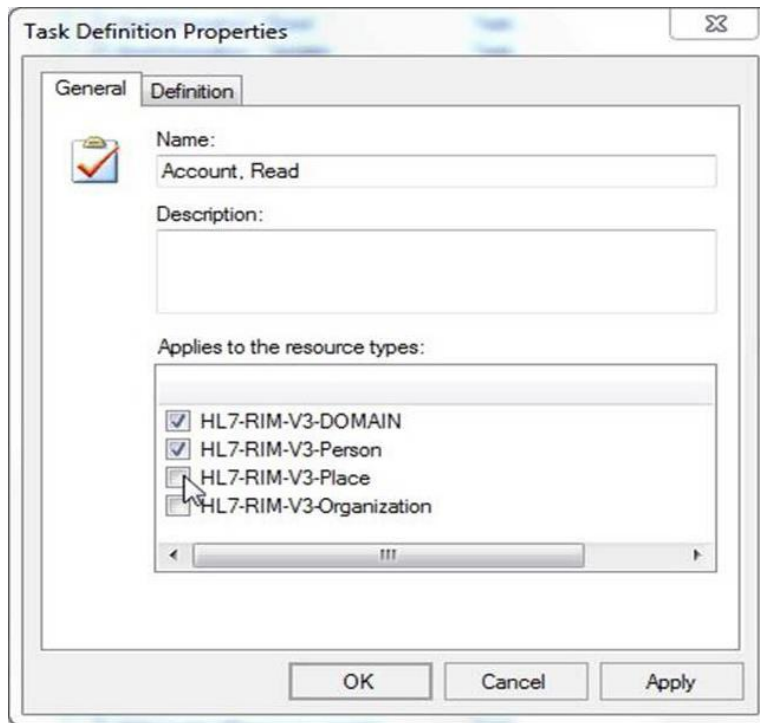 Task Definition Properties
General Definition
Name:
Account, Read
Description:
Applies to the resource types:
HL7-RIM-V3-DOMAIN
HL7-RIM-V3-Person
HL7-RIM-V3-Place
HL7-RIM-V3-Organization
OK Cancel Apply